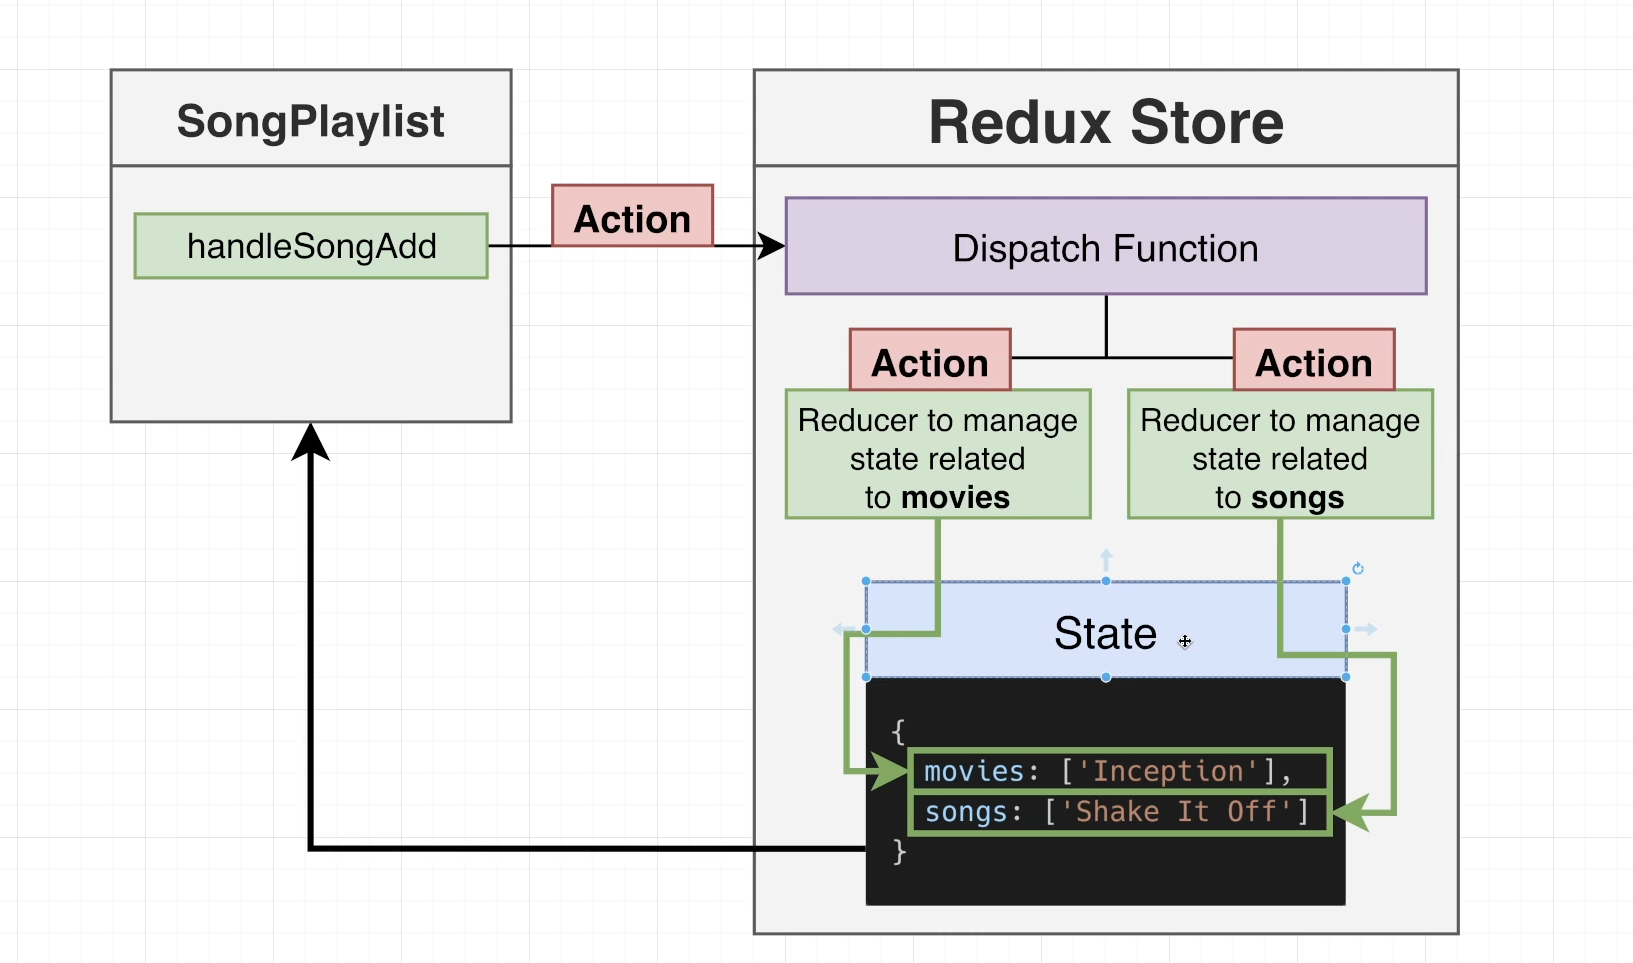 SongPlaylist
handleSongAdd
Action
Redux Store
Dispatch Function
Action
Reducer to manage
state related
to movies
Action
Reducer to manage
state related
to songs
State
{
movies: ['Inception'],
songs: ['Shake It Off']
}